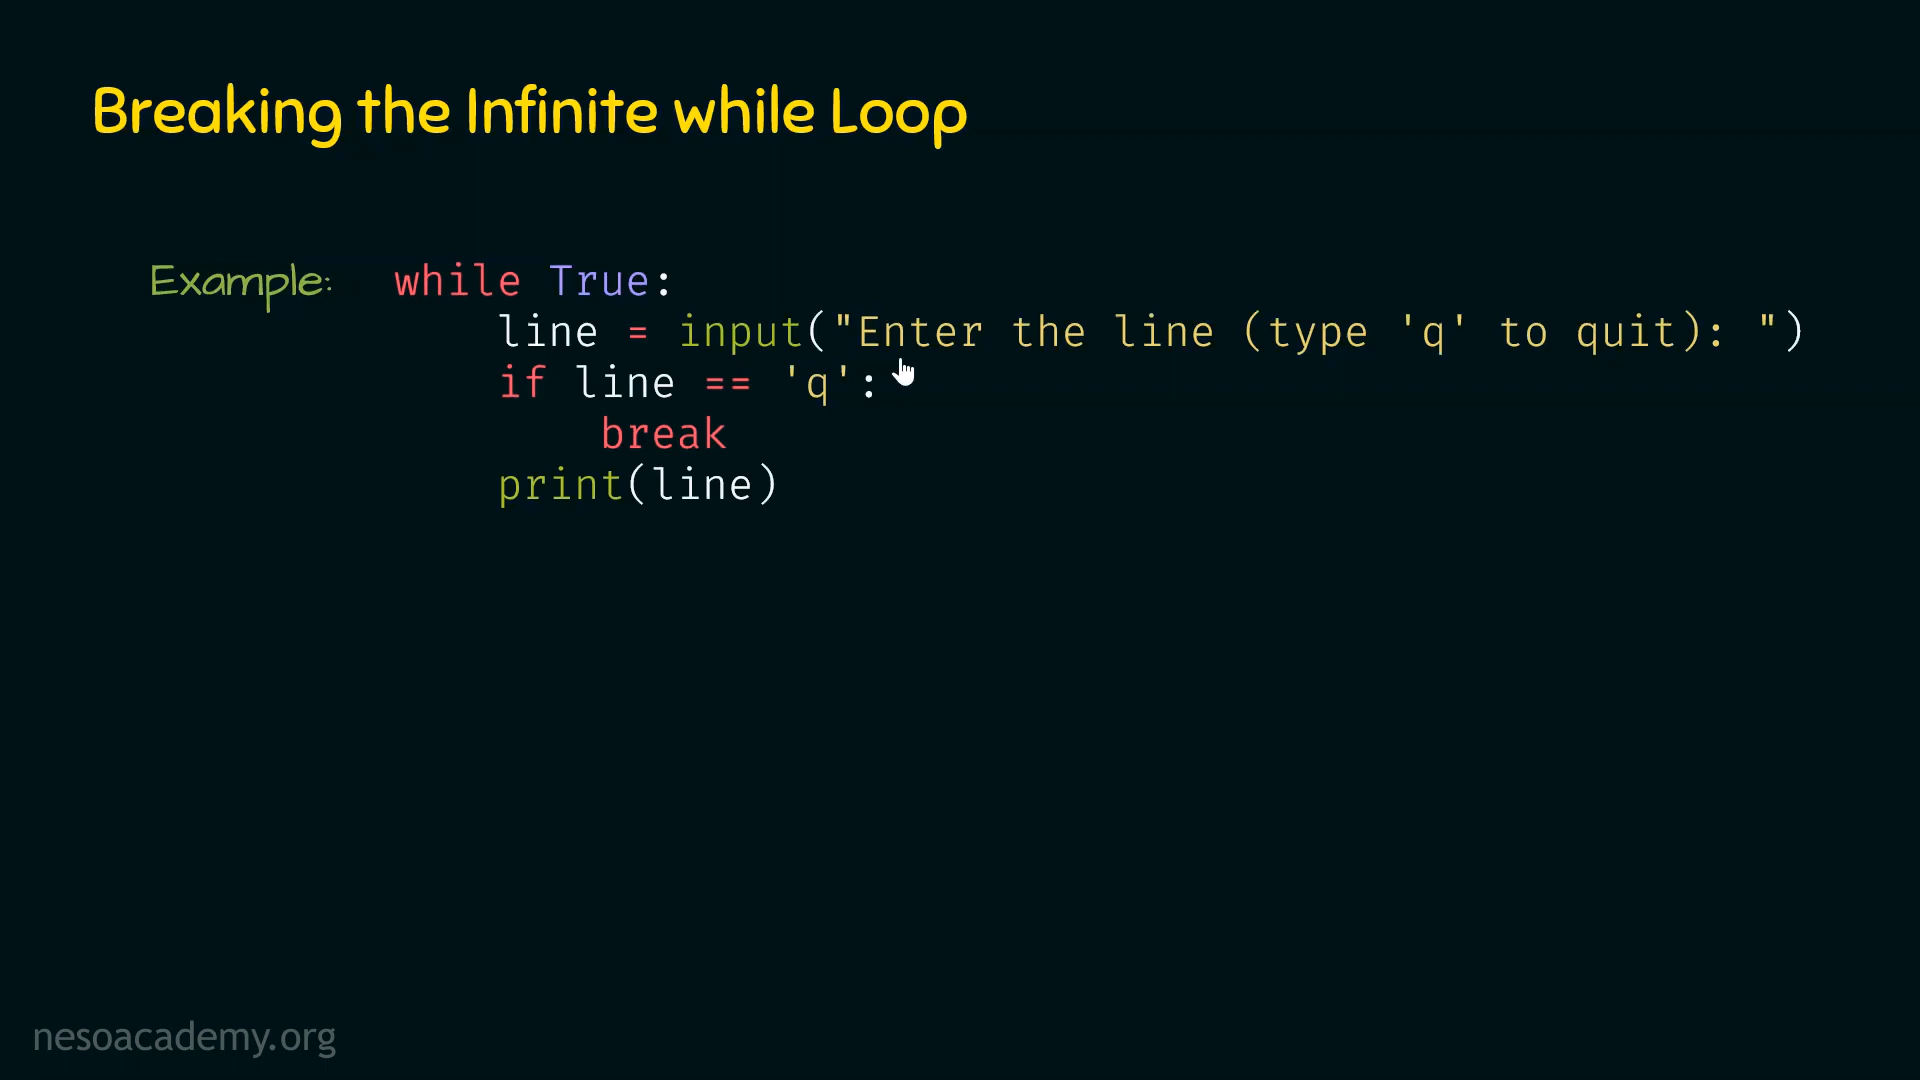 Breaking the Infinite while Loop
Example: while True:
line = input("Enter the line (type 'q' to quit): ")
if line == 'q':
break
print(line)
nesoacademy.org